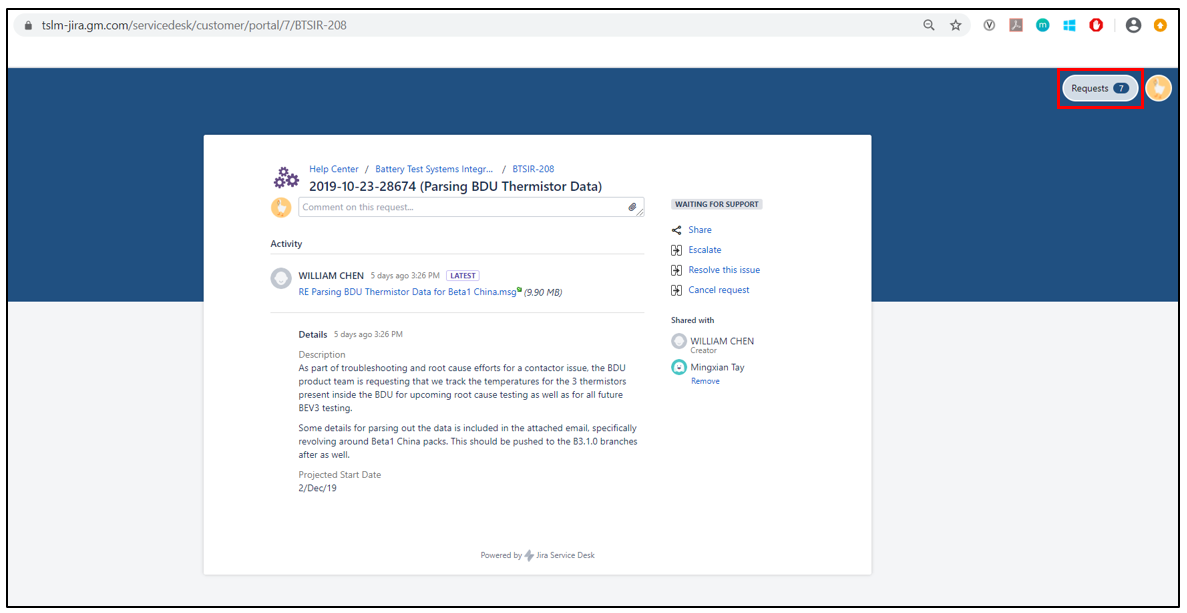 tslm-jira.gm.com/servicedesk/customer/portal/7/BTSIR-208
Requests 7
Help Center / Battery Test Systems Integr... / BTSIR-208
2019-10-23-28674 (Parsing BDU Thermistor Data)
Comment on this request...
WAITING FOR SUPPORT
Share
Escalate
Resolve this issue
Cancel request
Activity
WILLIAM CHEN 5 days ago 3:26 PM LATEST
RE Parsing BDU Thermistor Data for Beta1 China.msg (9.90 MB)
Shared with
WILLIAM CHEN
Creator
Mingxian Tay
Remove
Details 5 days ago 3:26 PM
Description
As part of troubleshooting and root cause efforts for a contactor issue, the BDU
product team is requesting that we track the temperatures for the 3 thermistors
present inside the BDU for upcoming root cause testing as well as for all future
BEV3 testing.
Some details for parsing out the data is included in the attached email, specifically
revolving around Beta1 China packs. This should be pushed to the B3.1.0 branches
after as well.
Projected Start Date
2/Dec/19
Powered by Jira Service Desk